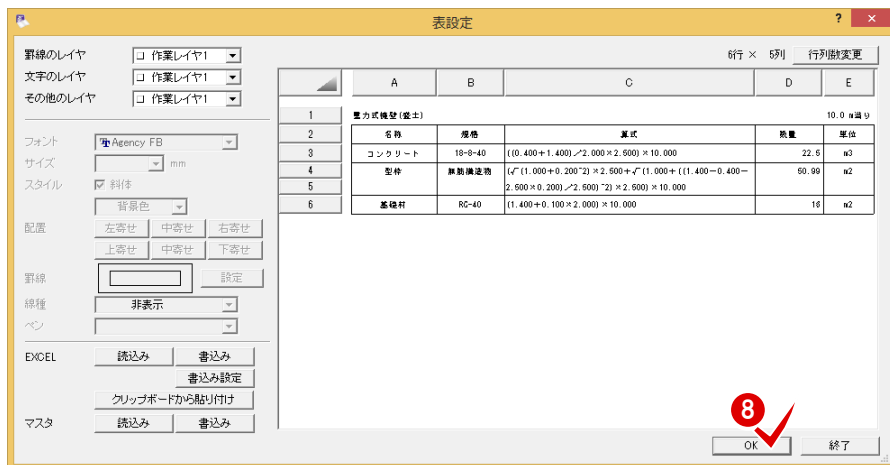 表設定
? ×
罫線のレイヤ ロ 作業レイヤ1
文字のレイヤ ロ 作業レイヤ1
その他のレイヤ ロ 作業レイヤ1
6行 × 5列 行列数変更
フォント Agency FB
サイズ mm
スタイル 斜体
背景色
配置 左寄せ 中寄せ 右寄せ
上寄せ 中寄せ 下寄せ
罫線 設定
線種 非表示
ペン
EXCEL 読込み 書込み
書込み設定
クリップボードから貼り付け
マスタ 読込み 書込み
A B C D E
1 重力式擁壁(盛土) 10.0 m当り
2 名称 規格 算式 数量 単位
3 コンクリート 18-8-40 ((0.400+1.400)／2.000×2.500)×10.000 22.5 m3
4 型枠 無筋構造物 (√(1.000+0.200^2)×2.500+√(1.000+((1.400-0.400- 50.99 m2
5 2.500×0.200)／2.500)^2)×2.500)×10.000
6 基礎材 RC-40 (1.400+0.100×2.000)×10.000 16 m2
8
OK 終了